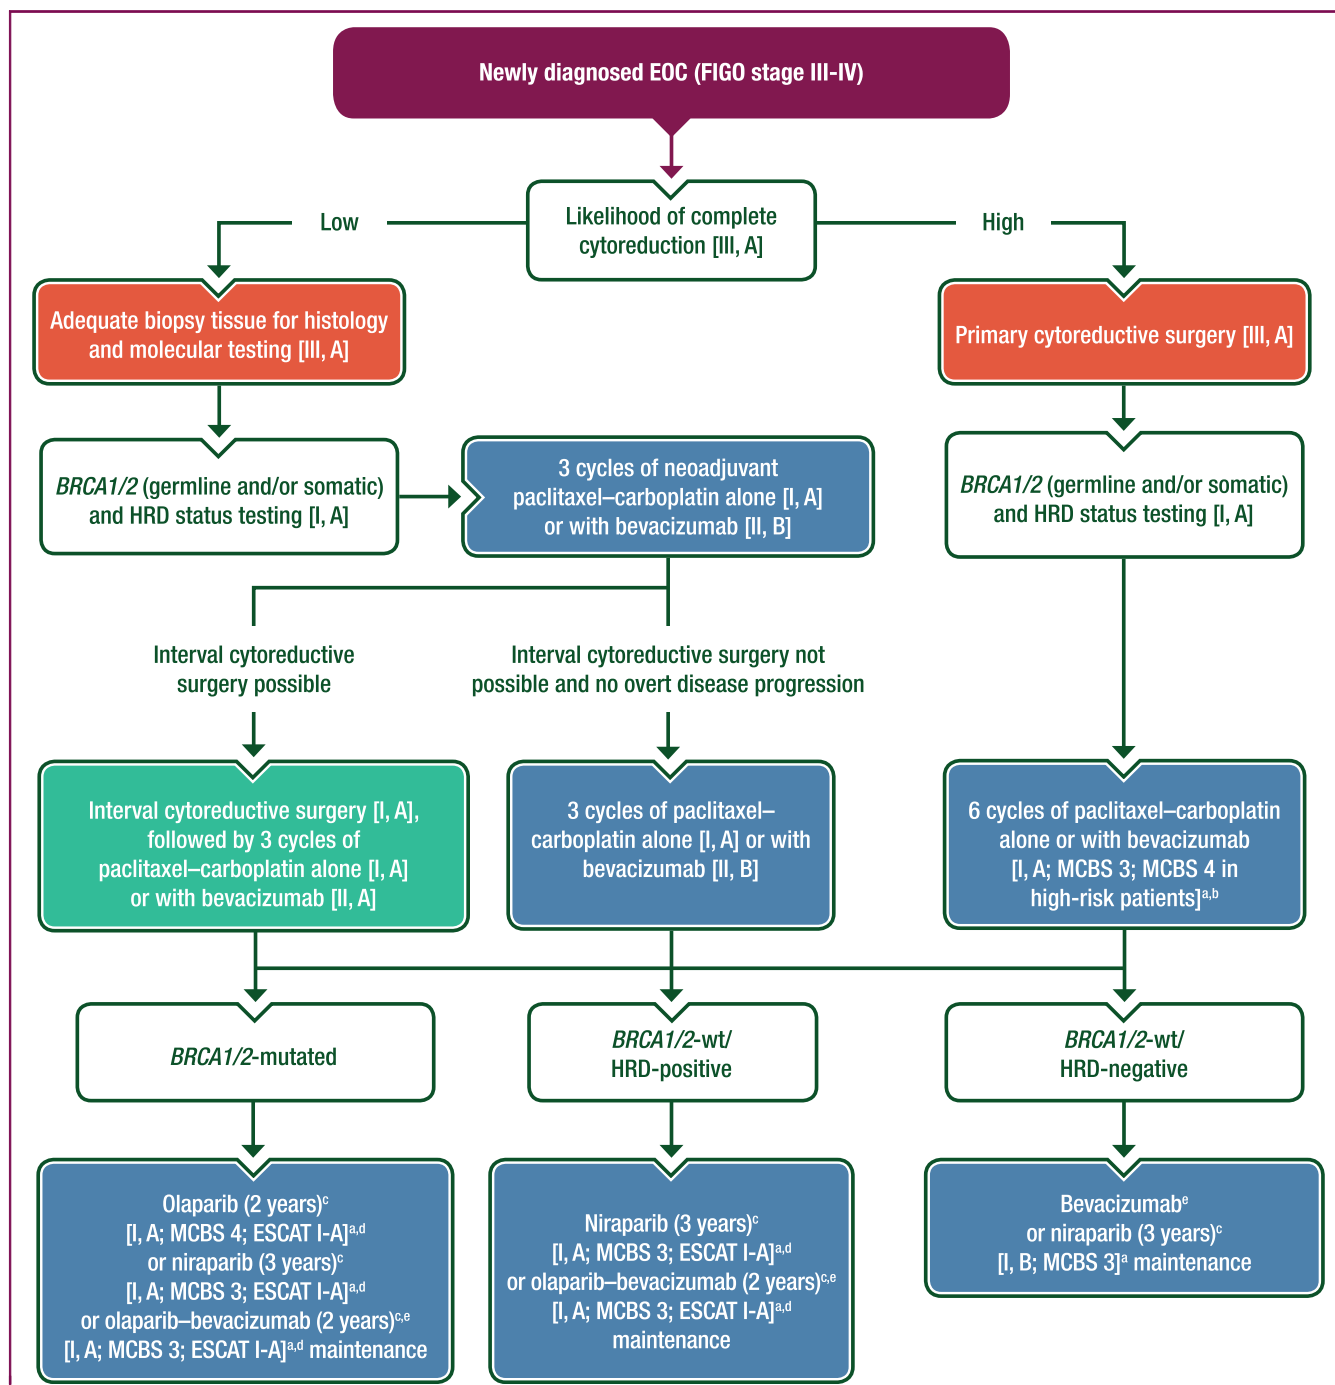 Newly diagnosed EOC (FIGO stage III-IV)
Likelihood of complete
cytoreduction [III, A]
Low
High
Adequate biopsy tissue for histology
and molecular testing [III, A]
Primary cytoreductive surgery [III, A]
BRCA1/2 (germline and/or somatic)
and HRD status testing [I, A]
3 cycles of neoadjuvant
paclitaxel–carboplatin alone [I, A]
or with bevacizumab [II, B]
BRCA1/2 (germline and/or somatic)
and HRD status testing [I, A]
Interval cytoreductive
surgery possible
Interval cytoreductive surgery not
possible and no overt disease progression
Interval cytoreductive surgery [I, A],
followed by 3 cycles of
paclitaxel–carboplatin alone [I, A]
or with bevacizumab [II, A]
3 cycles of paclitaxel–
carboplatin alone [I, A] or with
bevacizumab [II, B]
6 cycles of paclitaxel–carboplatin
alone or with bevacizumab
[I, A; MCBS 3; MCBS 4 in
high-risk patients]a,b
BRCA1/2-mutated
BRCA1/2-wt/
HRD-positive
BRCA1/2-wt/
HRD-negative
Olaparib (2 years)c
[I, A; MCBS 4; ESCAT I-A]a,d
or niraparib (3 years)c
[I, A; MCBS 3; ESCAT I-A]a,d
or olaparib–bevacizumab (2 years)c,e
[I, A; MCBS 3; ESCAT I-A]a,d maintenance
Niraparib (3 years)c
[I, A; MCBS 3; ESCAT I-A]a,d
or olaparib–bevacizumab (2 years)c,e
[I, A; MCBS 3; ESCAT I-A]a,d
maintenance
Bevacizumabe
or niraparib (3 years)c
[I, B; MCBS 3]a maintenance